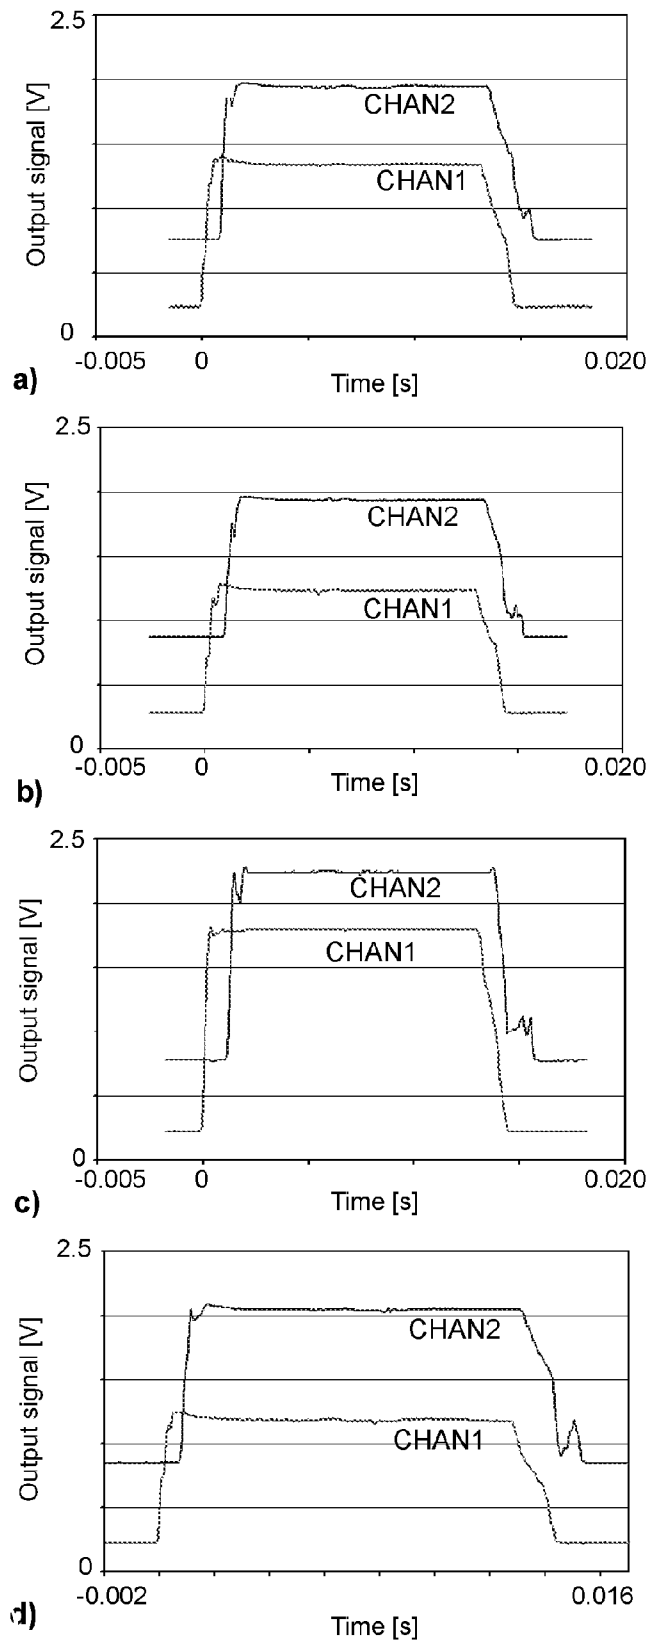 2.5
Output signal [V]
CHAN2
CHAN1
0
-0.005
0
0.020
Time [s]
a)
2.5
Output signal [V]
CHAN2
CHAN1
0
-0.005
0
0.020
Time [s]
b)
2.5
Output signal [V]
CHAN2
CHAN1
0
-0.005
0
0.020
Time [s]
c)
2.5
Output signal [V]
CHAN2
CHAN1
0
-0.002
0.016
Time [s]
d)